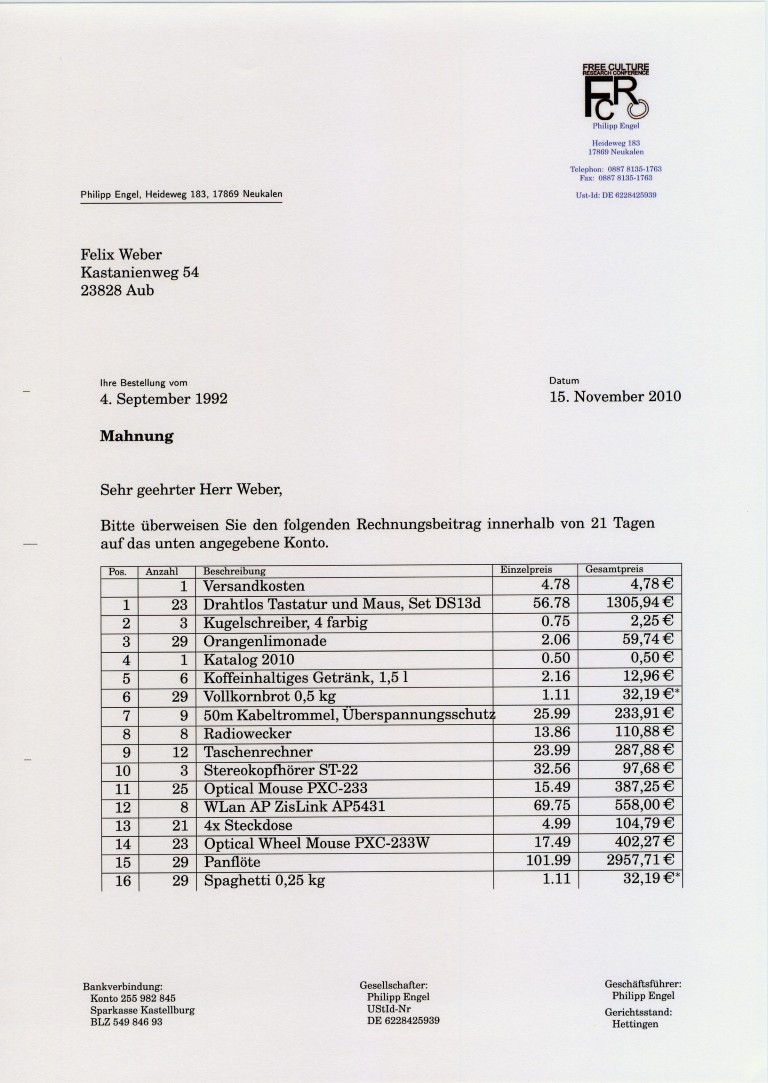 FREE CULTURE
RESEARCH CONFERENCE
FCR
Philipp Engel
Heideweg 183
17869 Neukalen
Telephon: 0887 8135-1763
Fax: 0887 8135-1763
Ust-Id: DE 6228425939
Philipp Engel, Heideweg 183, 17869 Neukalen
Felix Weber
Kastanienweg 54
23828 Aub
Ihre Bestellung vom Datum
4. September 1992 15. November 2010
Mahnung
Sehr geehrter Herr Weber,
Bitte überweisen Sie den folgenden Rechnungsbeitrag innerhalb von 21 Tagen
auf das unten angegebene Konto.
Pos. Anzahl Beschreibung Einzelpreis Gesamtpreis
1 Versandkosten 4.78 4,78 €
1 23 Drahtlos Tastatur und Maus, Set DS13d 56.78 1305,94 €
2 3 Kugelschreiber, 4 farbig 0.75 2,25 €
3 29 Orangenlimonade 2.06 59,74 €
4 1 Katalog 2010 0.50 0,50 €
5 6 Koffeinhaltiges Getränk, 1,5 l 2.16 12,96 €
6 29 Vollkornbrot 0,5 kg 1.11 32,19 €*
7 9 50m Kabeltrommel, Überspannungsschutz 25.99 233,91 €
8 8 Radiowecker 13.86 110,88 €
9 12 Taschenrechner 23.99 287,88 €
10 3 Stereokopfhörer ST-22 32.56 97,68 €
11 25 Optical Mouse PXC-233 15.49 387,25 €
12 8 WLan AP ZisLink AP5431 69.75 558,00 €
13 21 4x Steckdose 4.99 104,79 €
14 23 Optical Wheel Mouse PXC-233W 17.49 402,27 €
15 29 Panflöte 101.99 2957,71 €
16 29 Spaghetti 0,25 kg 1.11 32,19 €*
Bankverbindung:
Konto 255 982 845
Sparkasse Kastellburg
BLZ 549 846 93
Gesellschafter:
Philipp Engel
UStId-Nr
DE 6228425939
Geschäftsführer:
Philipp Engel
Gerichtsstand:
Hettingen